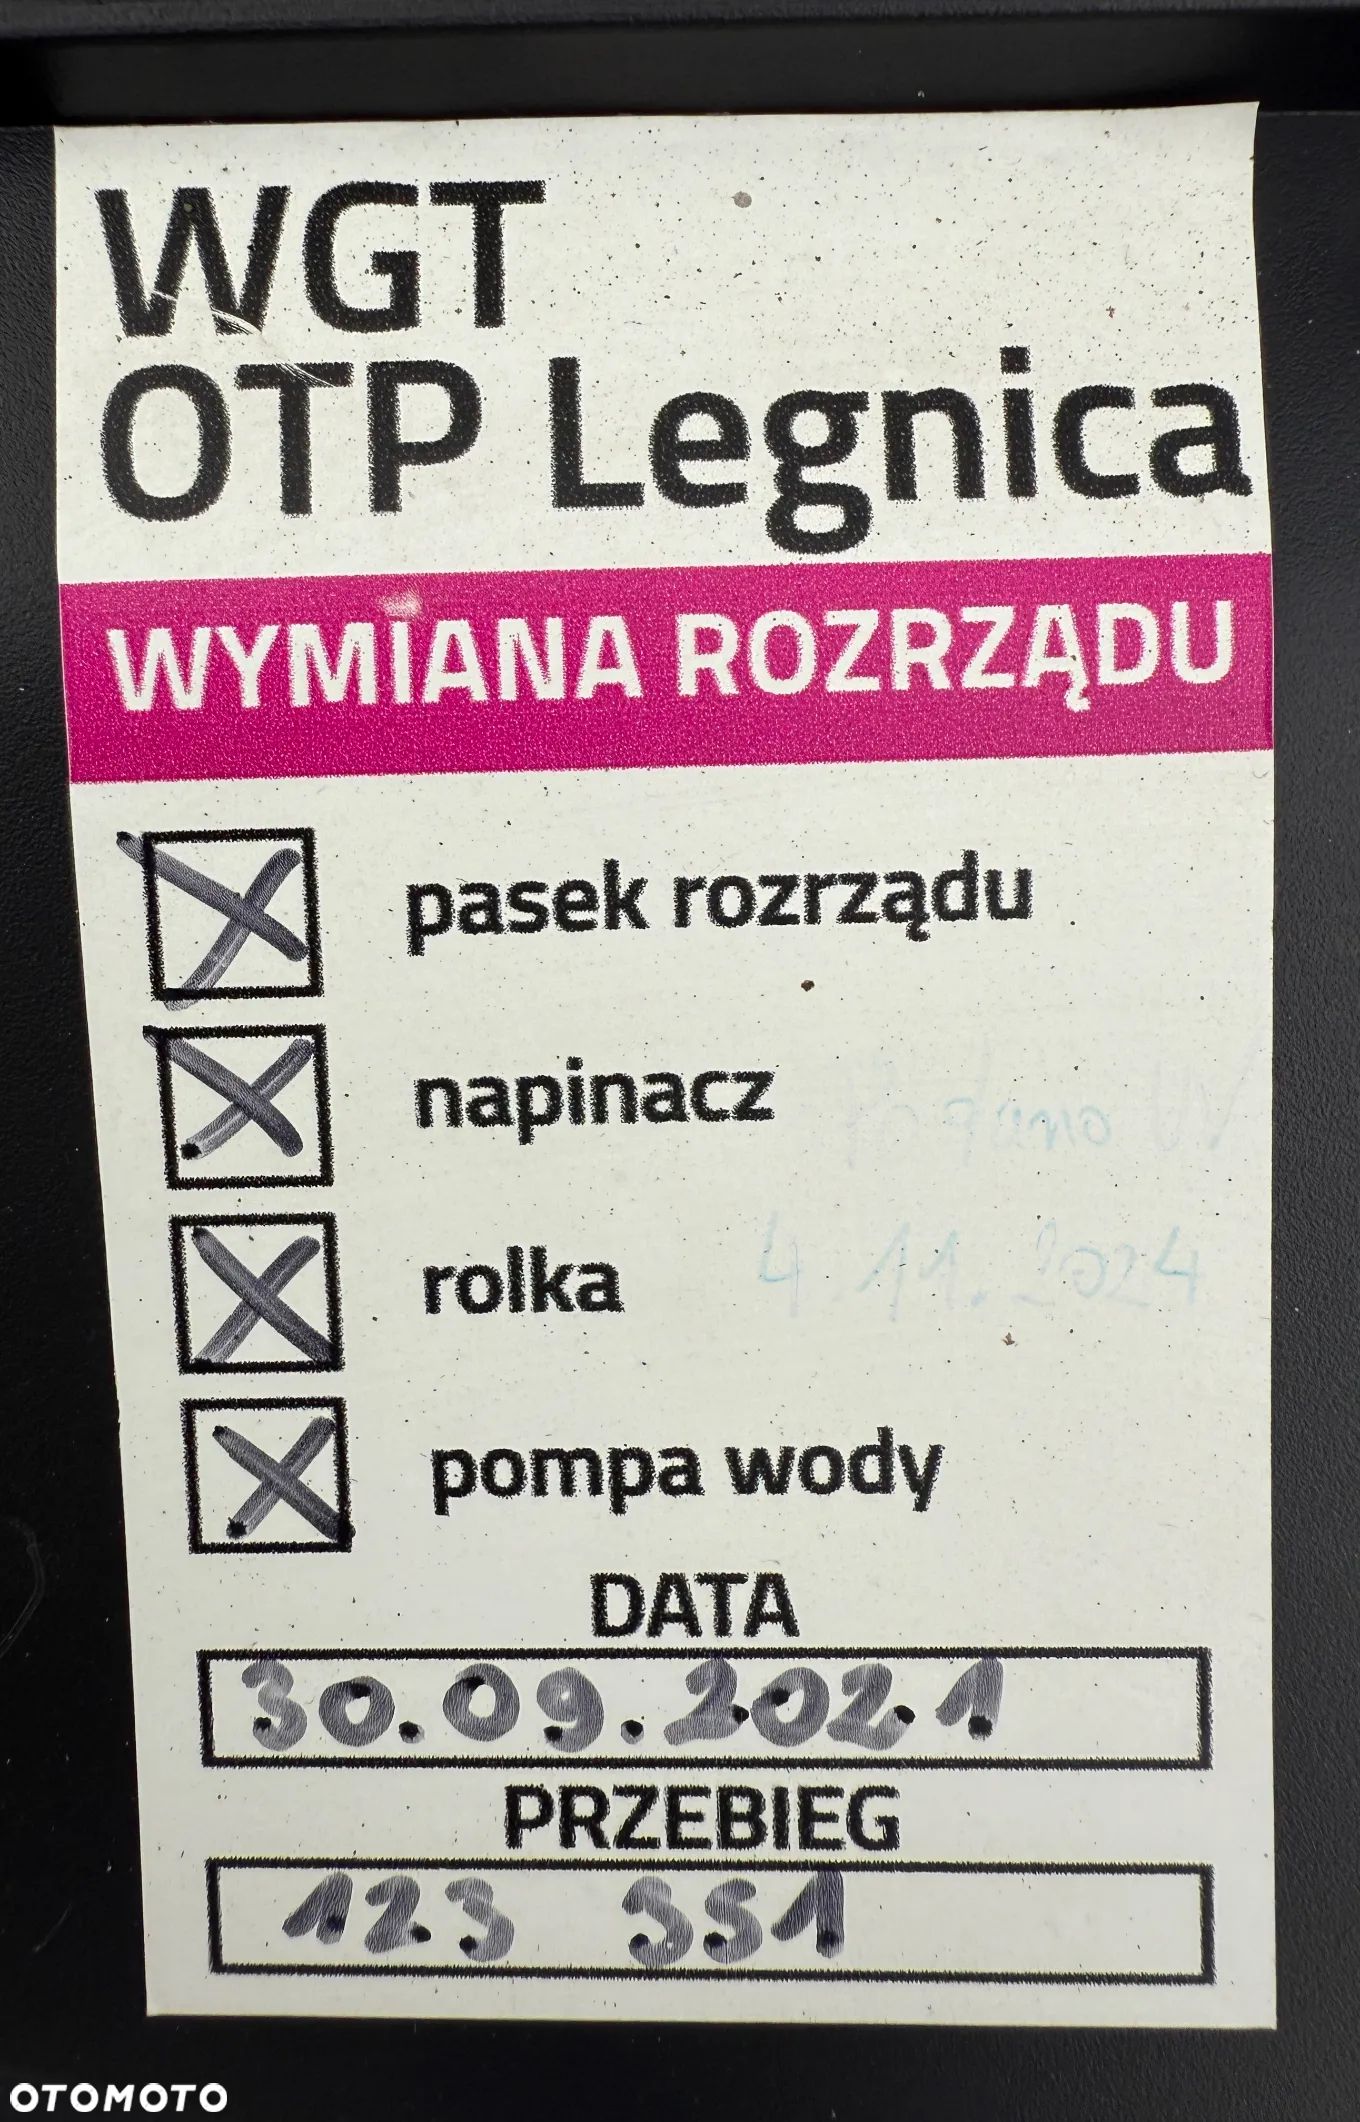 WGT
OTP Legnica
WYMIANA ROZRZĄDU
pasek rozrządu
napinacz
rolka
4.11.2024
pompa wody
DATA
30.09.2021
PRZEBIEG
123 551
OTOMOTO